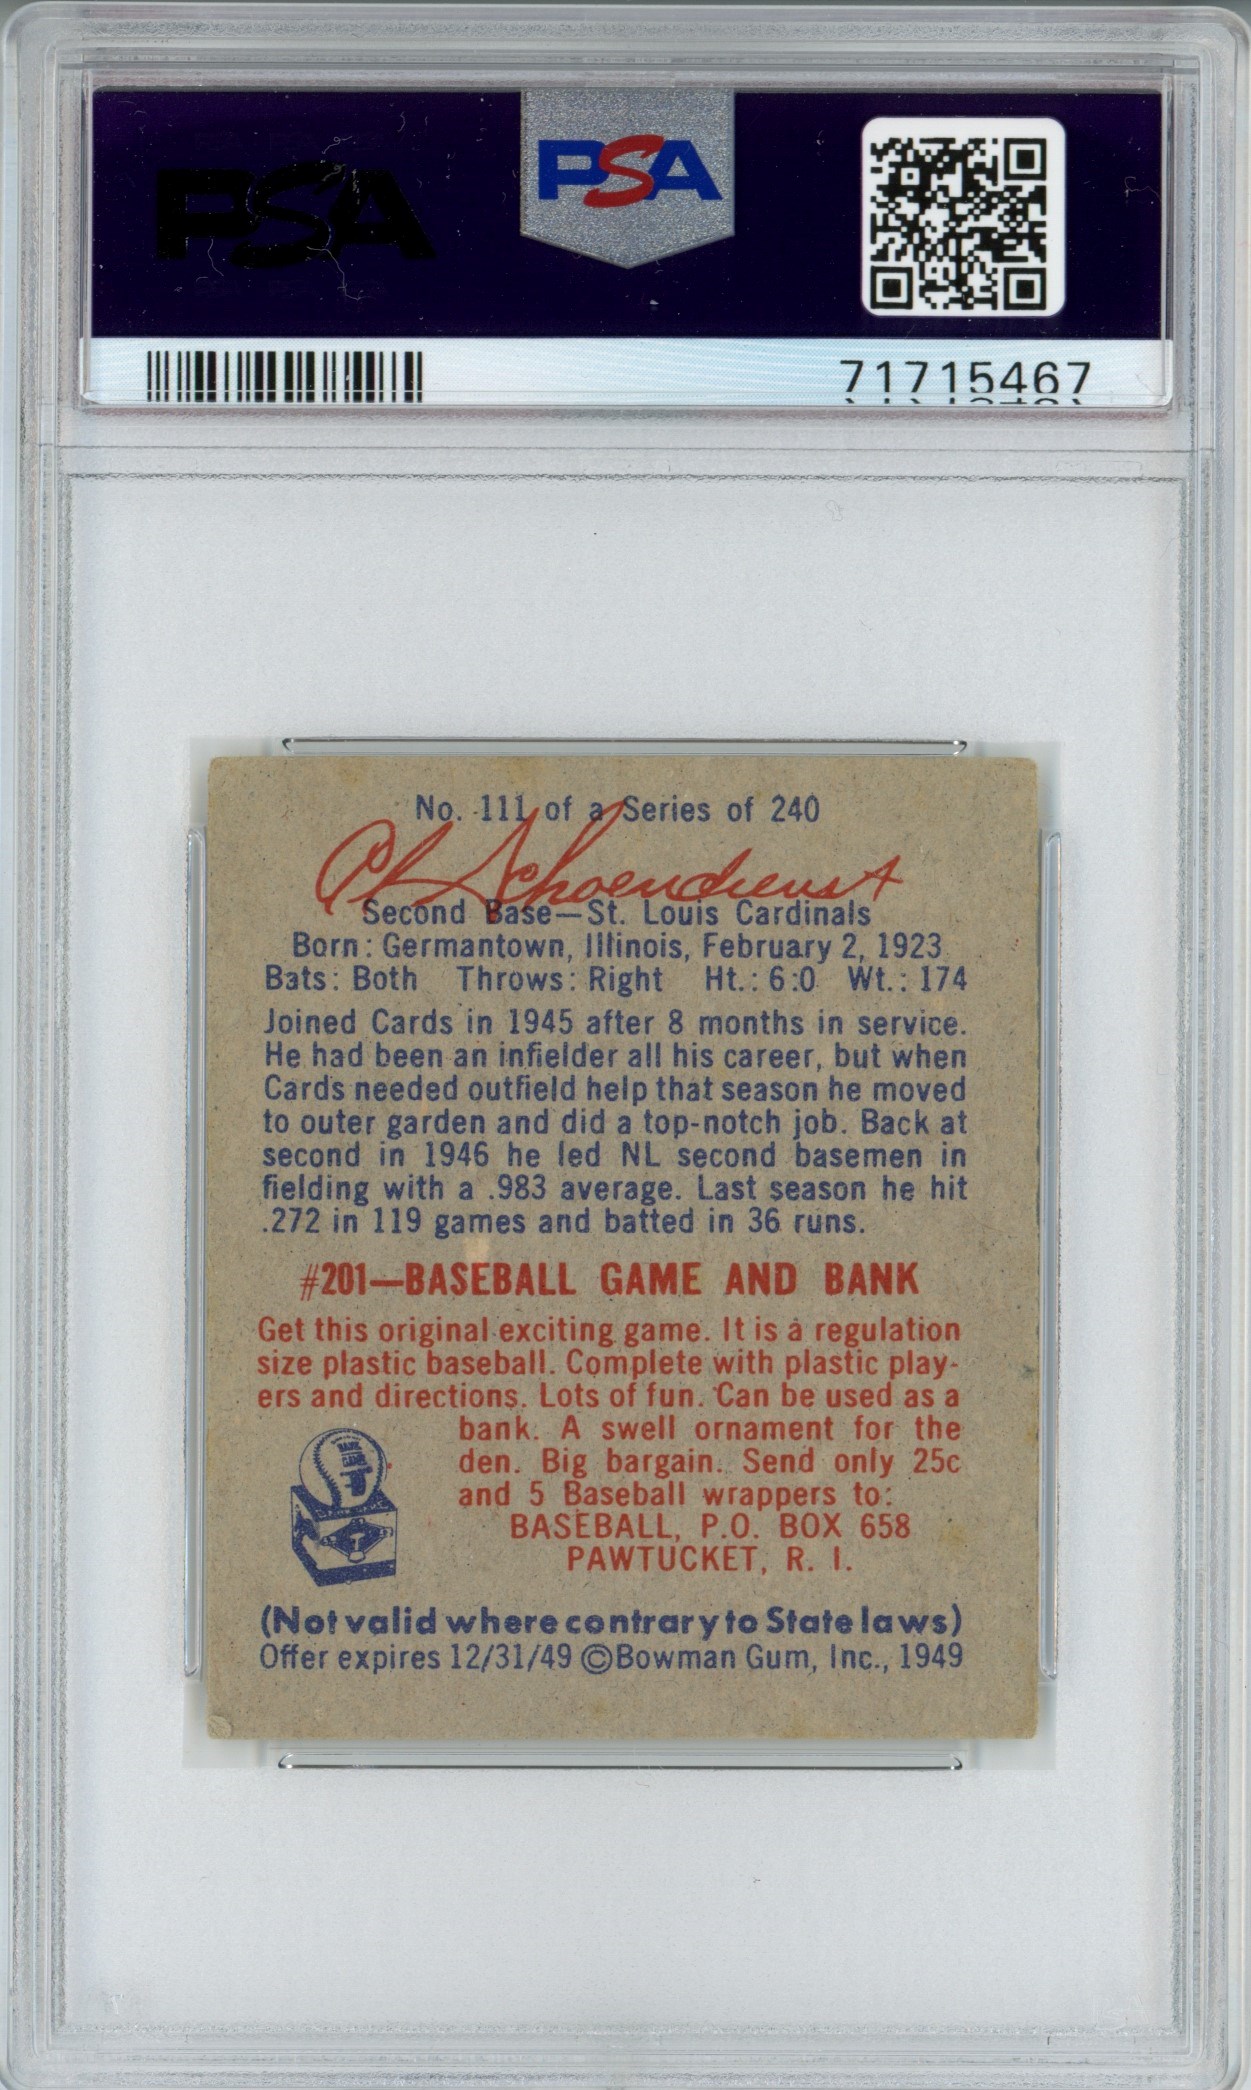 PSA
PSA
71715467
No. 111 of a Series of 240
Al Schoendienst
Second Base—St. Louis Cardinals
Born: Germantown, Illinois, February 2, 1923
Bats: Both Throws: Right Ht.: 6:0 Wt.: 174
Joined Cards in 1945 after 8 months in service.
He had been an infielder all his career, but when
Cards needed outfield help that season he moved
to outer garden and did a top-notch job. Back at
second in 1946 he led NL second basemen in
fielding with a .983 average. Last season he hit
.272 in 119 games and batted in 36 runs.
#201—BASEBALL GAME AND BANK
Get this original exciting game. It is a regulation
size plastic baseball. Complete with plastic play-
ers and directions. Lots of fun. Can be used as a
bank. A swell ornament for the
den. Big bargain. Send only 25c
and 5 Baseball wrappers to:
BASEBALL, P.O. BOX 658
PAWTUCKET, R. I.
BANK
GAME
(Not valid where contrary to State laws)
Offer expires 12/31/49 ©Bowman Gum, Inc., 1949